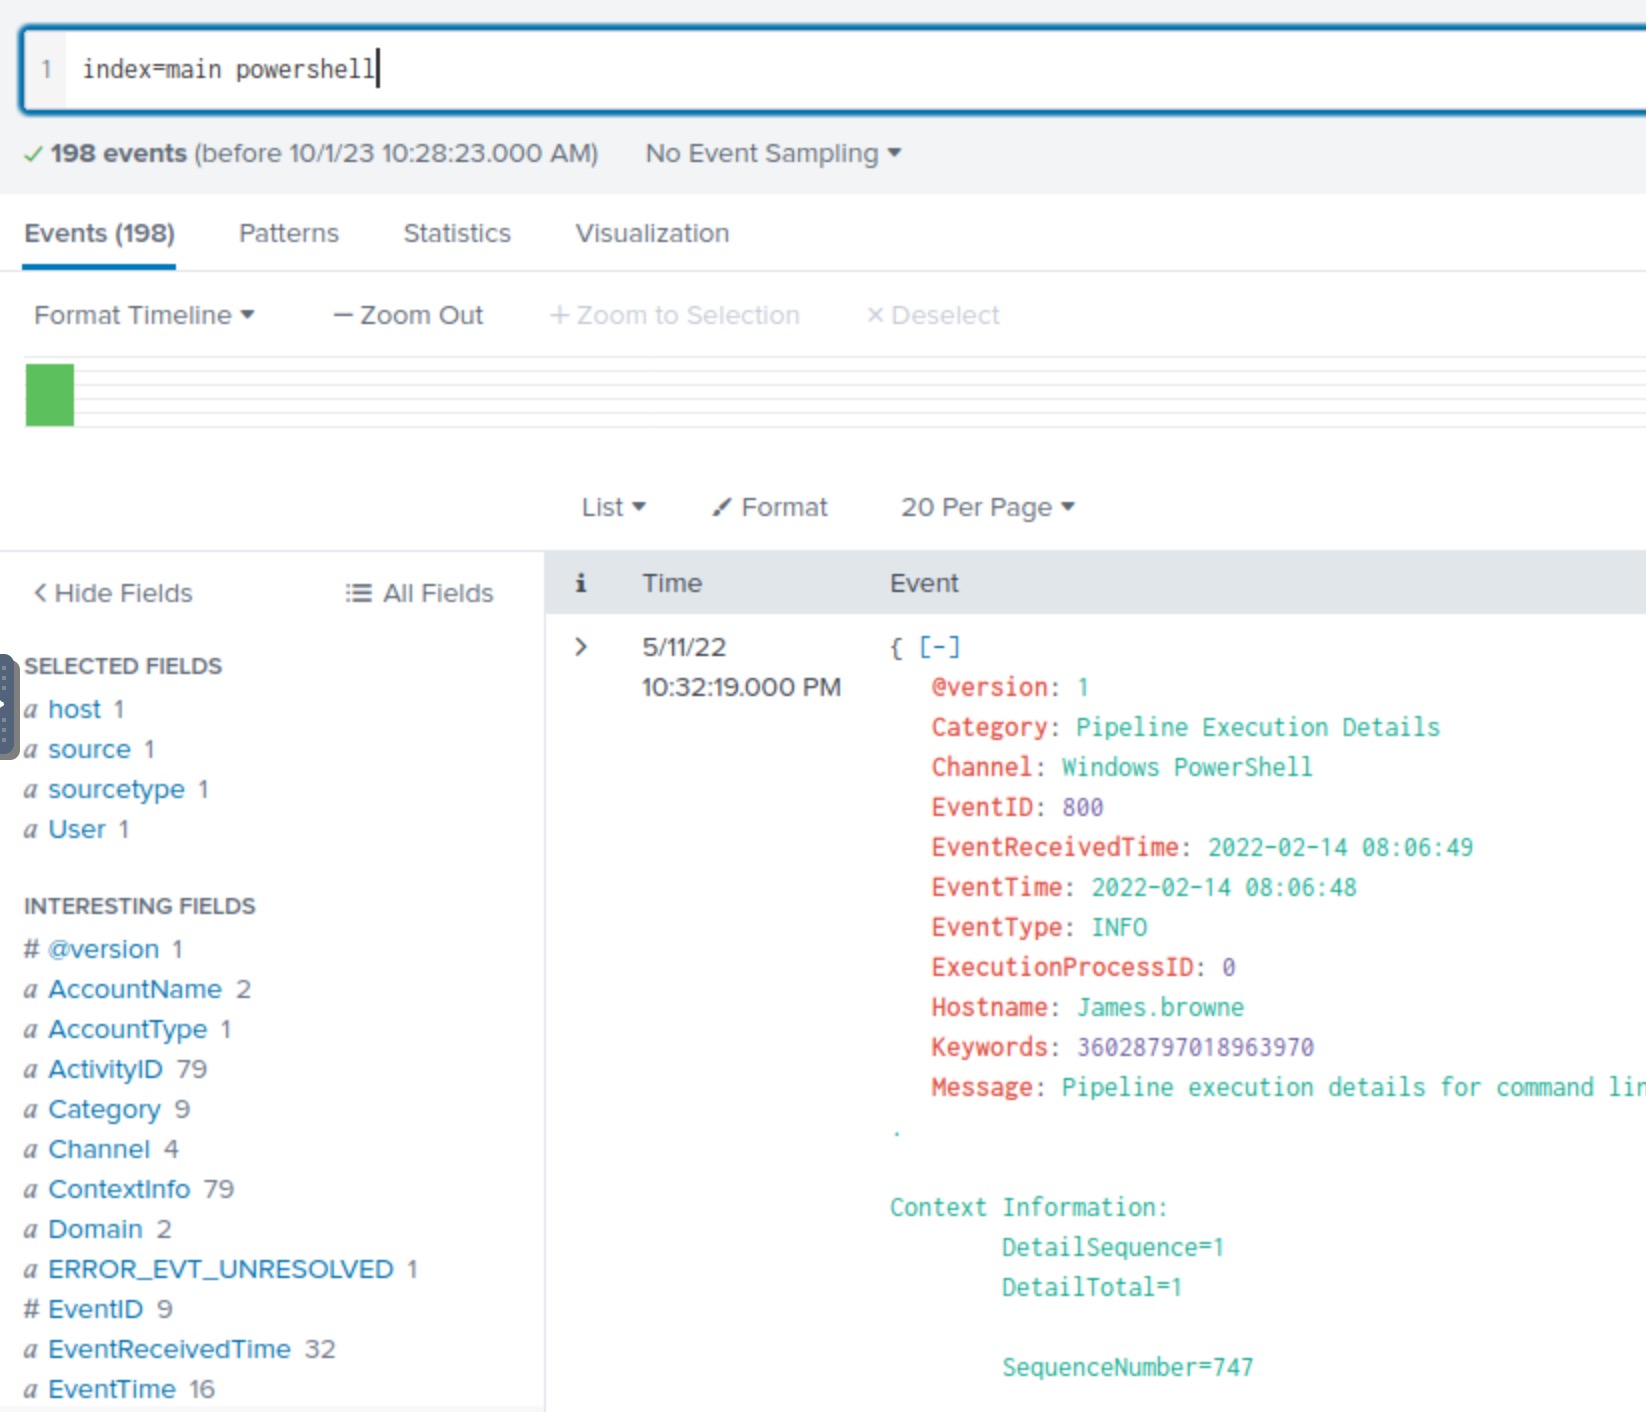 1 index=main powershell
198 events (before 10/1/23 10:28:23.000 AM) No Event Sampling
Events (198) Patterns Statistics Visualization
Format Timeline — Zoom Out + Zoom to Selection × Deselect
List Format 20 Per Page
< Hide Fields All Fields
i Time Event
SELECTED FIELDS
a host 1
a source 1
a sourcetype 1
a User 1
INTERESTING FIELDS
# @version 1
a AccountName 2
a AccountType 1
a ActivityID 79
a Category 9
a Channel 4
a ContextInfo 79
a Domain 2
a ERROR_EVT_UNRESOLVED 1
# EventID 9
a EventReceivedTime 32
a EventTime 16
> 5/11/22
10:32:19.000 PM
{ [-]
@version: 1
Category: Pipeline Execution Details
Channel: Windows PowerShell
EventID: 800
EventReceivedTime: 2022-02-14 08:06:49
EventTime: 2022-02-14 08:06:48
EventType: INFO
ExecutionProcessID: 0
Hostname: James.browne
Keywords: 36028797018963970
Message: Pipeline execution details for command lin
.
Context Information:
DetailSequence=1
DetailTotal=1
SequenceNumber=747